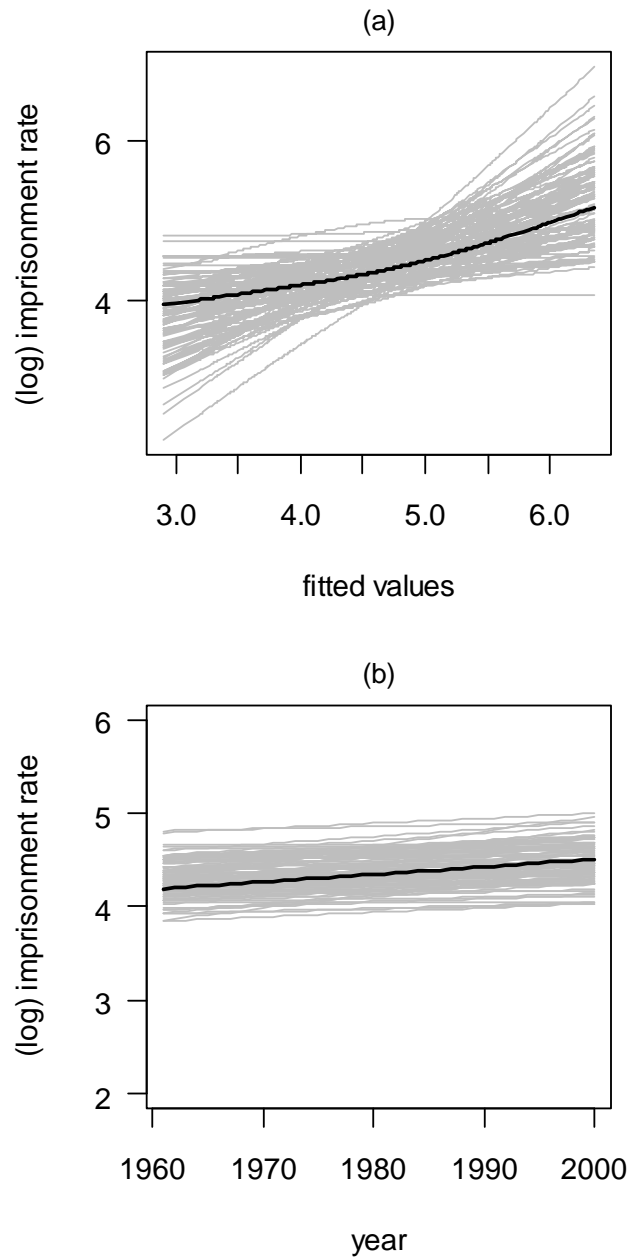 (a)
(log) imprisonment rate
6
4
3.0 4.0 5.0 6.0
fitted values
(b)
(log) imprisonment rate
6
5
4
3
2
1960 1970 1980 1990 2000
year